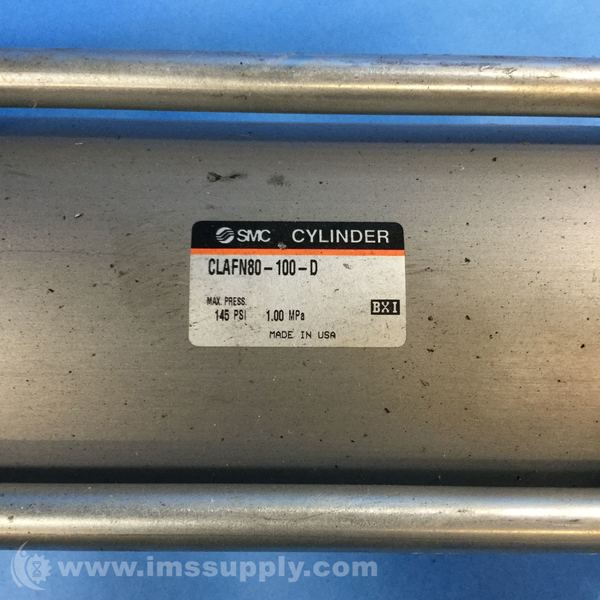 SMC CYLINDER
CLAFN80-100-D
MAX. PRESS.
145 PSI 1.00 MPa
BXI
MADE IN USA
www.imssupply.com